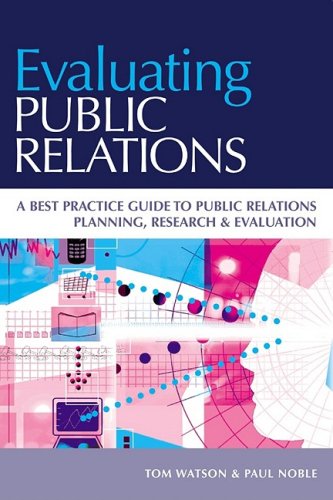 Evaluating
PUBLIC
RELATIONS
A BEST PRACTICE GUIDE TO PUBLIC RELATIONS
PLANNING, RESEARCH & EVALUATION
TOM WATSON & PAUL NOBLE